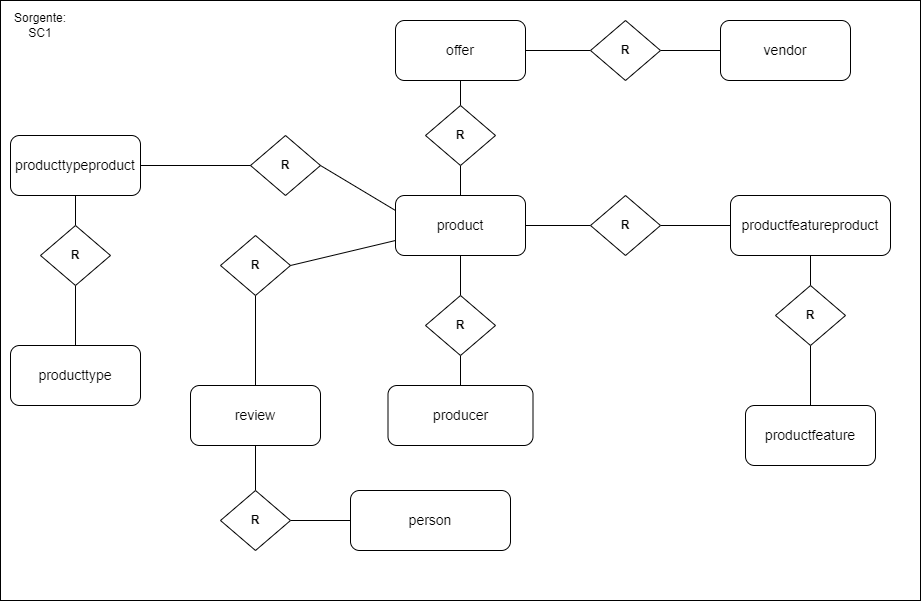 Sorgente:
SC1
offer
R
vendor
R
producttypeproduct
R
product
R
productfeatureproduct
R
R
R
R
producttype
review
producer
productfeature
R
person